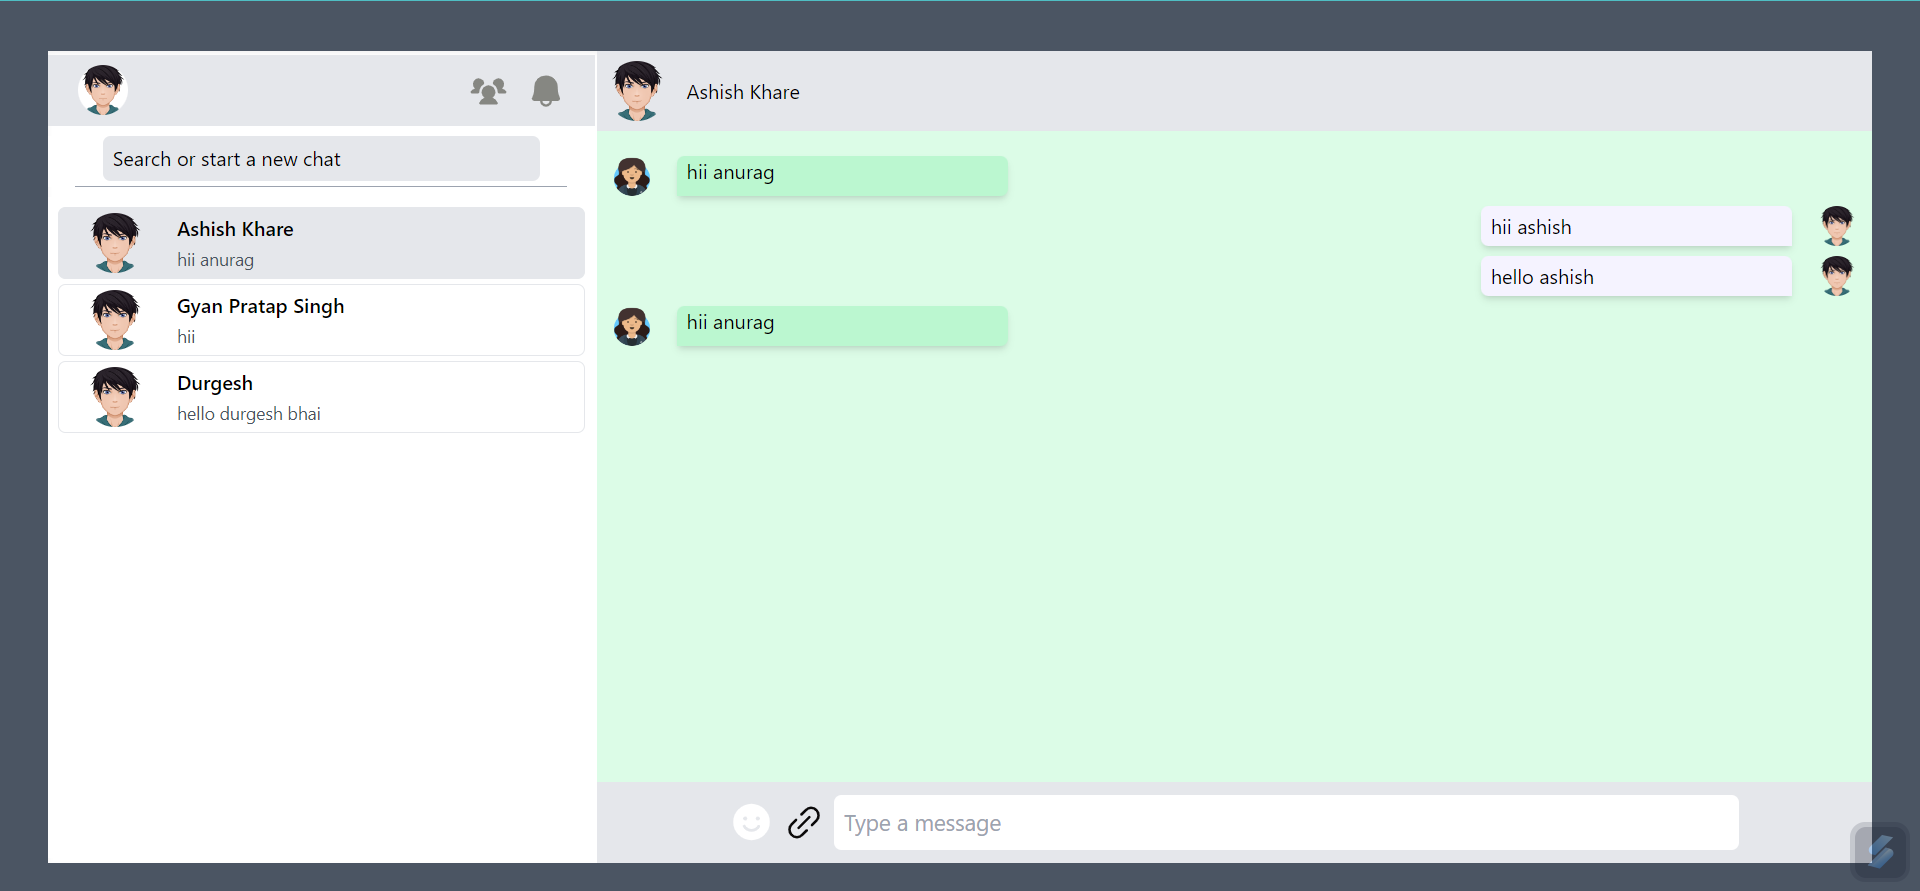 Search or start a new chat
Ashish Khare
hii anurag
Gyan Pratap Singh
hii
Durgesh
hello durgesh bhai
Ashish Khare
hii anurag
hii ashish
hello ashish
hii anurag
Type a message